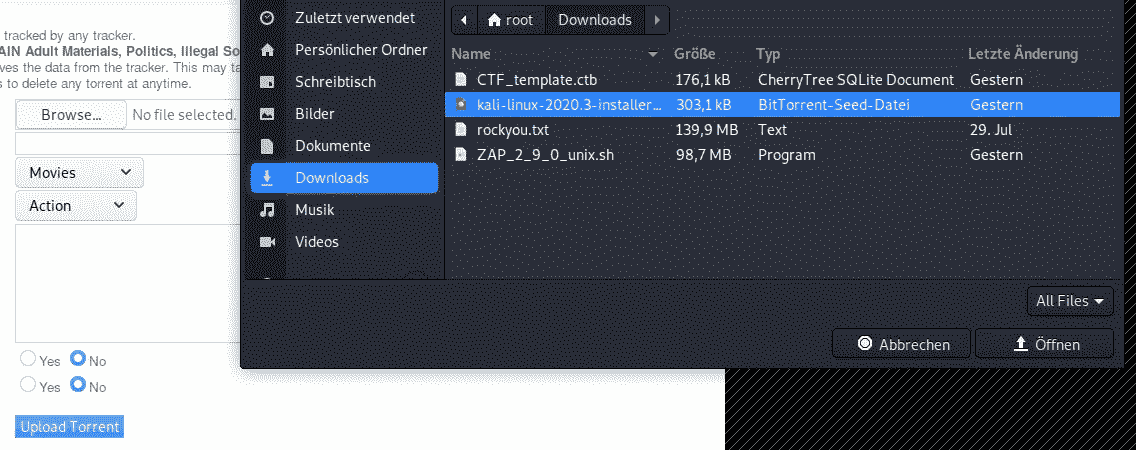 tracked by any tracker.
AIN Adult Materials, Politics, Illegal So
ves the data from the tracker. This may ta
s to delete any torrent at anytime.
Browse... No file selected.
Movies
Action
Yes No
Yes No
Upload Torrent
Zuletzt verwendet
Persönlicher Ordner
Schreibtisch
Bilder
Dokumente
Downloads
Musik
Videos
root Downloads
Name Größe Typ Letzte Änderung
CTF_template.ctb 176,1 kB CherryTree SQLite Document Gestern
kali-linux-2020.3-installer... 303,1 kB BitTorrent-Seed-Datei Gestern
rockyou.txt 139,9 MB Text 29. Jul
ZAP_2_9_0_unix.sh 98,7 MB Program Gestern
All Files
Abbrechen Öffnen